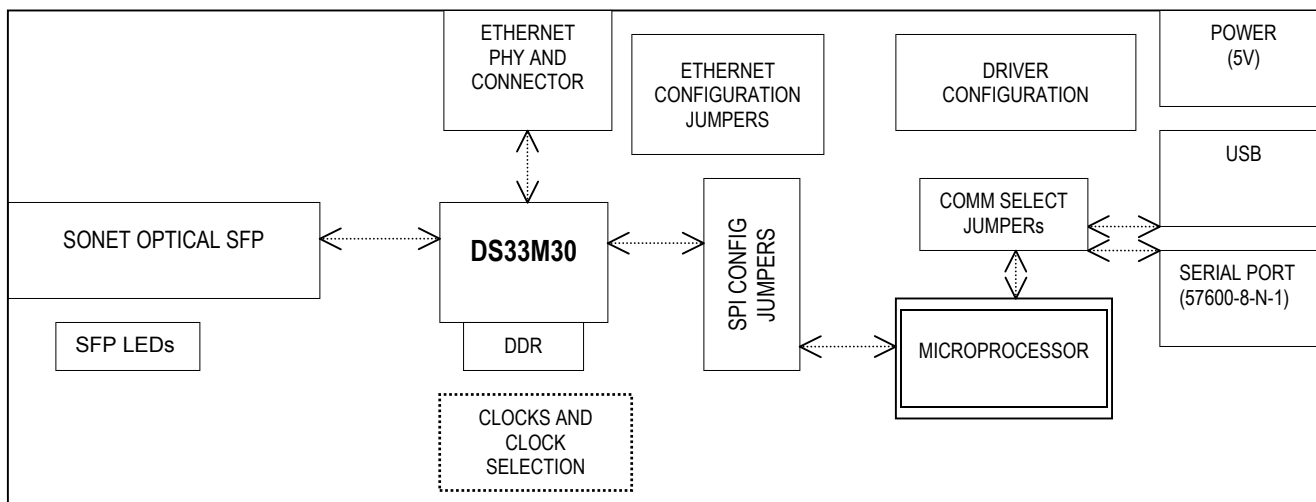 ETHERNET
PHY AND
CONNECTOR
ETHERNET
CONFIGURATION
JUMPERS
DRIVER
CONFIGURATION
POWER
(5V)
USB
SONET OPTICAL SFP
DS33M30
SPI CONFIG
JUMPERS
COMM SELECT
JUMPERs
SERIAL PORT
(57600-8-N-1)
SFP LEDs
DDR
MICROPROCESSOR
CLOCKS AND
CLOCK
SELECTION